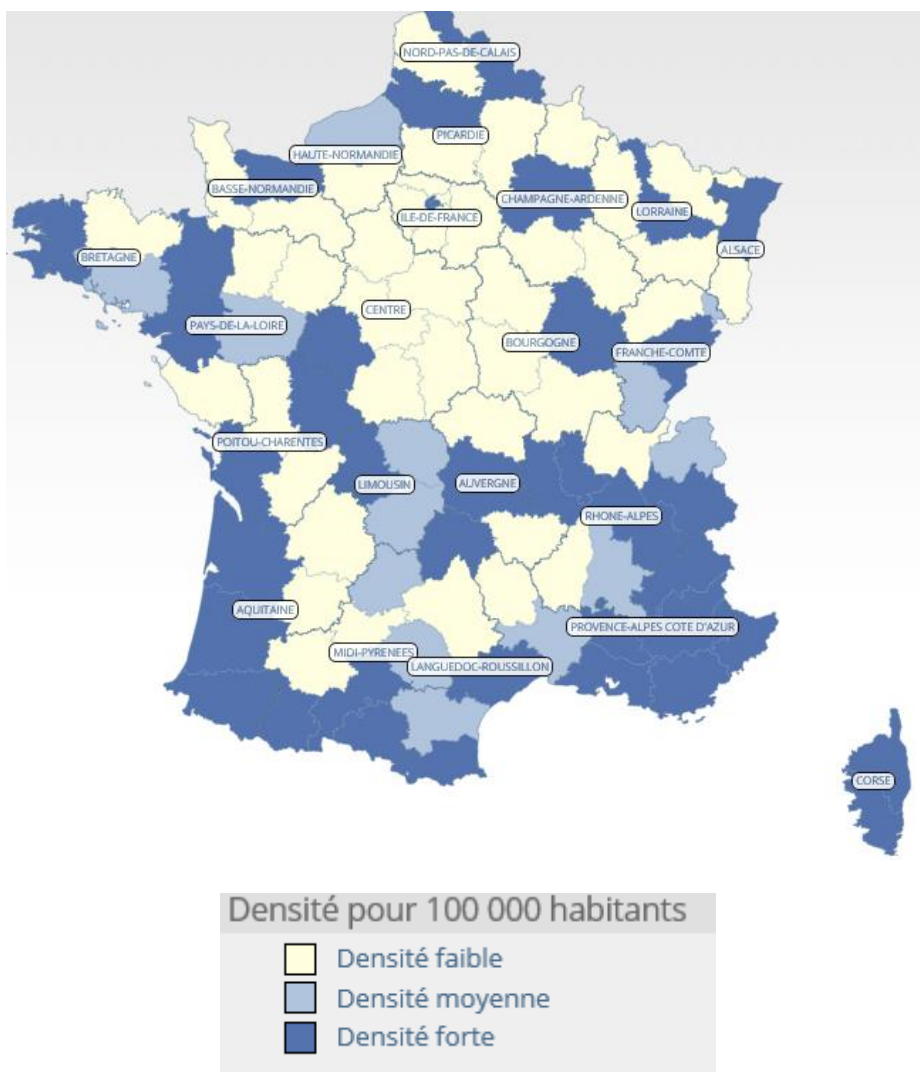 NORD-PAS-DE-CALAIS
PICARDIE
HAUTE-NORMANDIE
BASSE-NORMANDIE
CHAMPAGNE-ARDENNE
LORRAINE
ILE-DE-FRANCE
ALSACE
BRETAGNE
CENTRE
PAYS-DE-LA-LOIRE
BOURGOGNE
FRANCHE-COMTE
POITOU-CHARENTES
LIMOUSIN
AUVERGNE
RHONE-ALPES
AQUITAINE
PROVENCE-ALPES COTE D'AZUR
MIDI-PYRENEES
LANGUEDOC-ROUSSILLON
CORSE
Densité pour 100 000 habitants
Densité faible
Densité moyenne
Densité forte